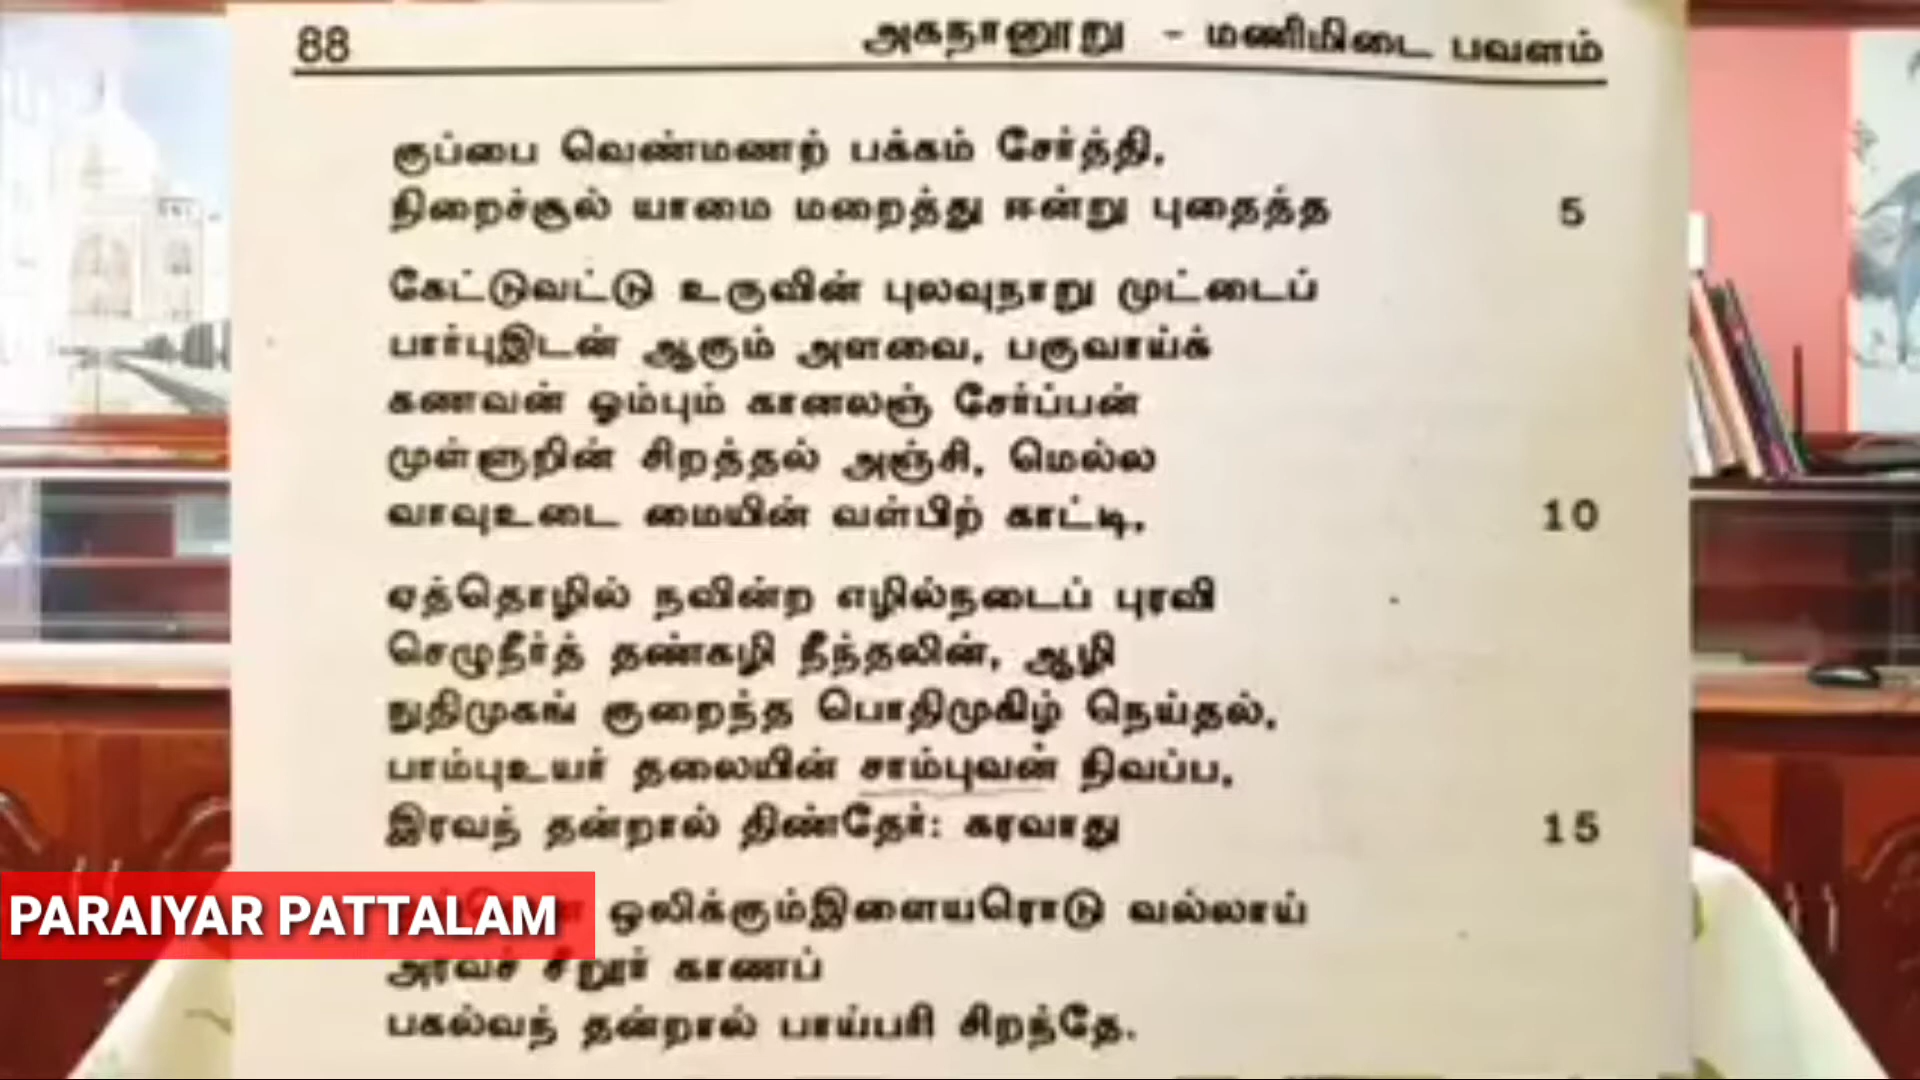 88 அகநானூறு - மணிமிடை பவளம்
குப்பை வெண்மணற் பக்கம் சேர்த்தி,
நிறைச்சூல் யாமை மறைத்து ஈன்று புதைத்த 5
கேட்டுவட்டு உருவின் புலவுநாறு முட்டைப்
பார்புஇடன் ஆகும் அளவை, பகுவாய்க்
கணவன் ஓம்பும் கானலஞ் சேர்ப்பன்
முள்ளுறின் சிறத்தல் அஞ்சி, மெல்ல
வாவுஉடை மையின் வள்பிற் காட்டி, 10
ஏத்தொழில் நவின்ற எழில்நடைப் புரவி
செழுநீர்த் தண்கழி நீந்தலின், ஆழி
நுதிமுகங் குறைந்த பொதிமுகிழ் நெய்தல்,
பாம்புஉயர் தலையின் சாம்புவன் நிவப்ப,
இரவந் தன்றால் திண்தேர்: கரவாது 15
ஒலிக்கும்இளையரொடு வல்லாய்
PARAIYAR PATTALAM
அரவச் சீறூர் காணப்
பகல்வந் தன்றால் பாய்பரி சிறந்தே.